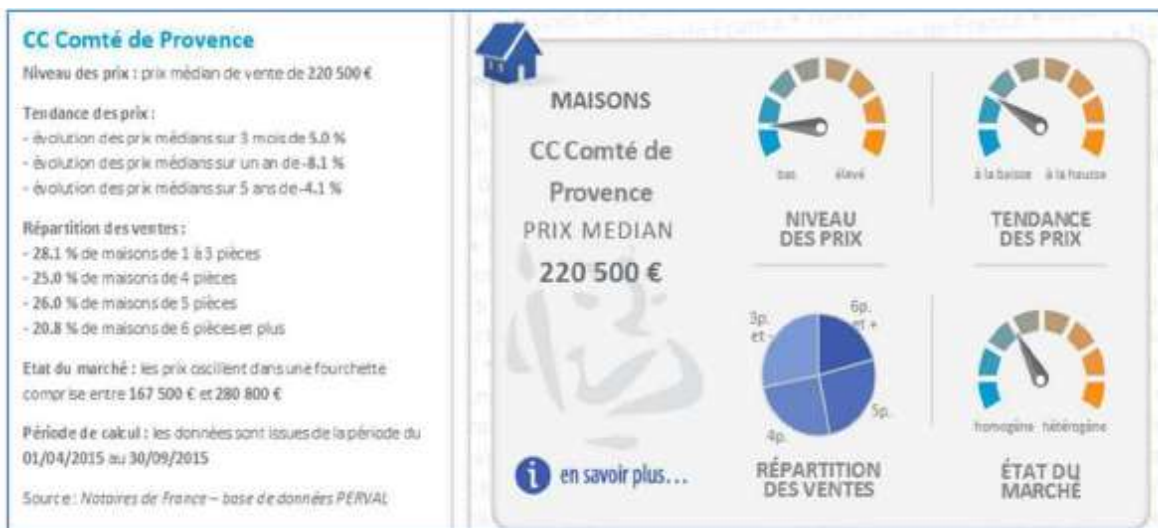 CC Comté de Provence
Niveau des prix : prix médian de vente de 220 500 €
Tendance des prix :
- évolution des prix médians sur 3 mois de 5.0 %
- évolution des prix médians sur un an de -8.1 %
- évolution des prix médians sur 5 ans de -4.1 %
Répartition des ventes :
- 28.1 % de maisons de 1 à 3 pièces
- 25.0 % de maisons de 4 pièces
- 26.0 % de maisons de 5 pièces
- 20.8 % de maisons de 6 pièces et plus
Etat du marché : les prix oscillent dans une fourchette
comprise entre 167 500 € et 280 800 €
Période de calcul : les données sont issues de la période du
01/04/2015 au 30/09/2015
Source : Notaires de France – base de données PERVAL
MAISONS
CC Comté de
Provence
PRIX MEDIAN
220 500 €
en savoir plus...
bas élevé
NIVEAU
DES PRIX
à la baisse à la hausse
TENDANCE
DES PRIX
3p.
et -
6p.
et +
4p.
5p.
RÉPARTITION
DES VENTES
homogène hétérogène
ÉTAT DU
MARCHÉ